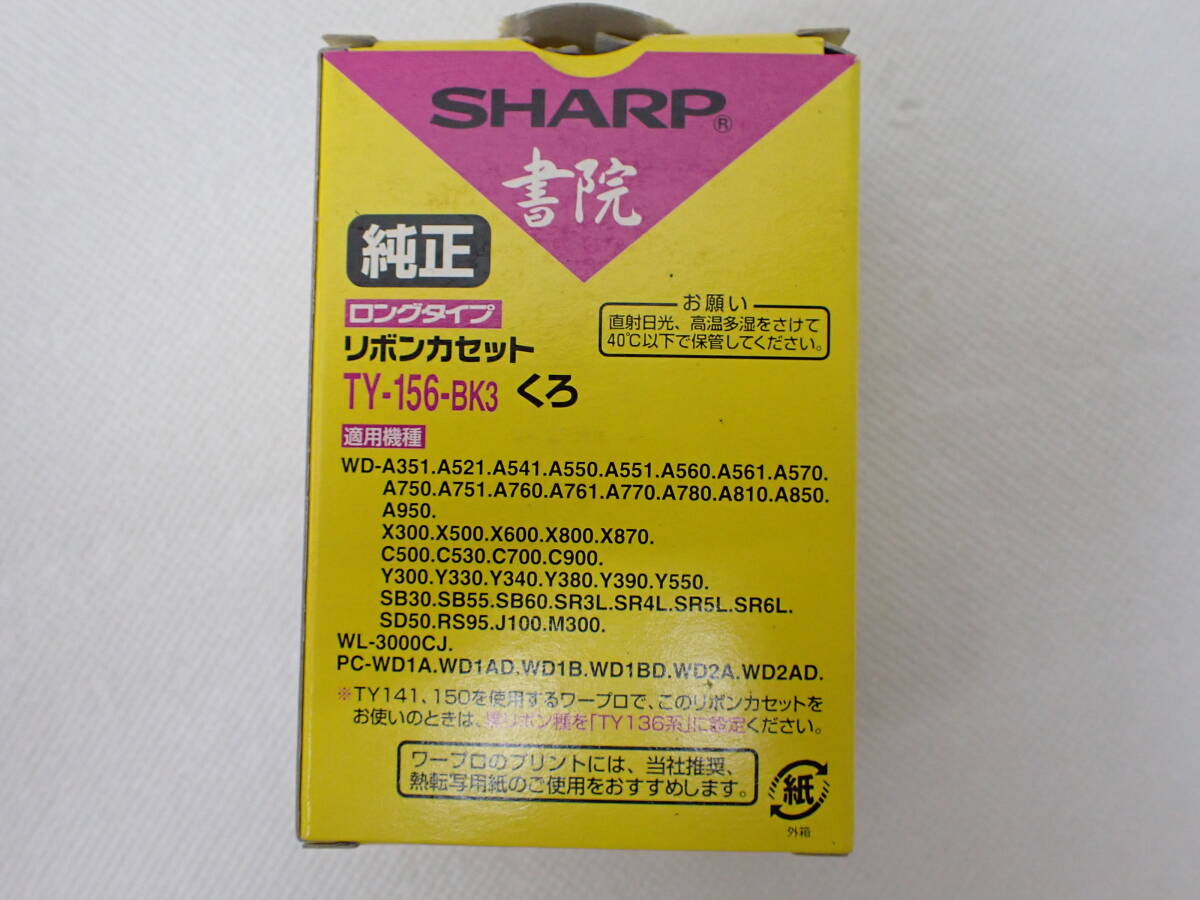 SHARP®
書院
純正
ロングタイプ
リボンカセット
TY-156-BK3 くろ
お願い
直射日光、高温多湿をさけて
40℃以下で保管してください。
適用機種
WD-A351.A521.A541.A550.A551.A560.A561.A570.
A750.A751.A760.A761.A770.A780.A810.A850.
A950.
X300.X500.X600.X800.X870.
C500.C530.C700.C900.
Y300.Y330.Y340.Y380.Y390.Y550.
SB30.SB55.SB60.SR3L.SR4L.SR5L.SR6L.
SD50.RS95.J100.M300.
WL-3000CJ.
PC-WD1A.WD1AD.WD1B.WD1BD.WD2A.WD2AD.
※TY141、150を使用するワープロで、このリボンカセットを
お使いのときは、黒リボン種を「TY136系」に設定ください。
ワープロのプリントには、当社推奨、
熱転写用紙のご使用をおすすめします。
紙
外箱